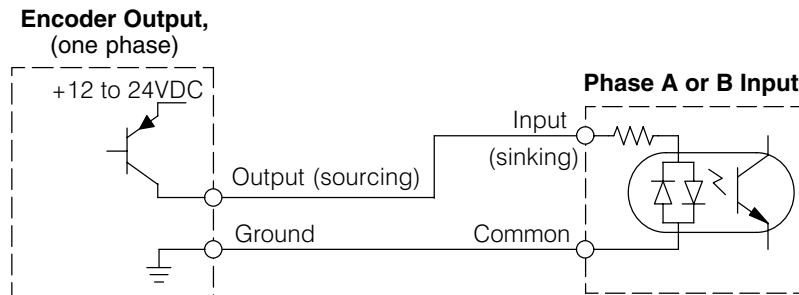 Encoder Output,
(one phase)
+12 to 24VDC
Phase A or B Input
Input
(sinking)
Output (sourcing)
Ground
Common